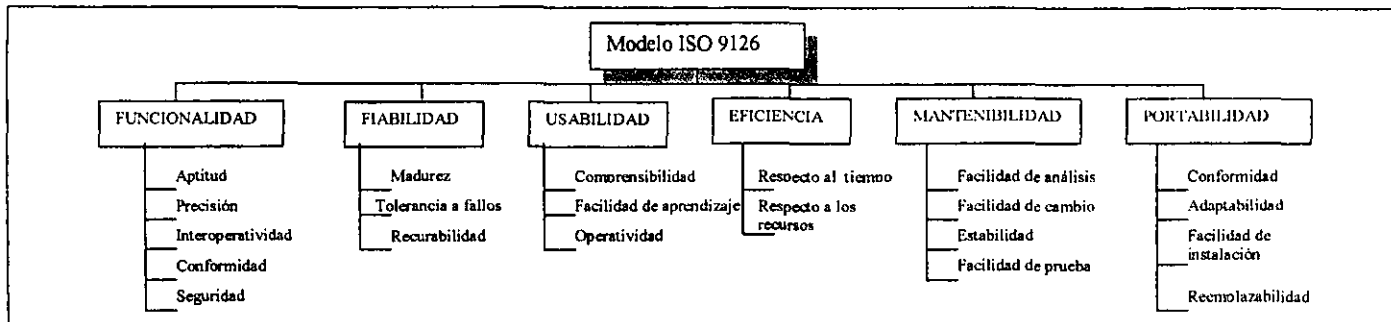 Modelo ISO 9126
FUNCIONALIDAD
Aptitud
Precisión
Interoperatividad
Conformidad
Seguridad
FIABILIDAD
Madurez
Tolerancia a fallos
Recurabilidad
USABILIDAD
Comprensibilidad
Facilidad de aprendizaje
Operatividad
EFICIENCIA
Respecto al tiempo
Respecto a los
recursos
MANTENIBILIDAD
Facilidad de análisis
Facilidad de cambio
Estabilidad
Facilidad de prueba
PORTABILIDAD
Conformidad
Adaptabilidad
Facilidad de
instalación
Reemplazabilidad